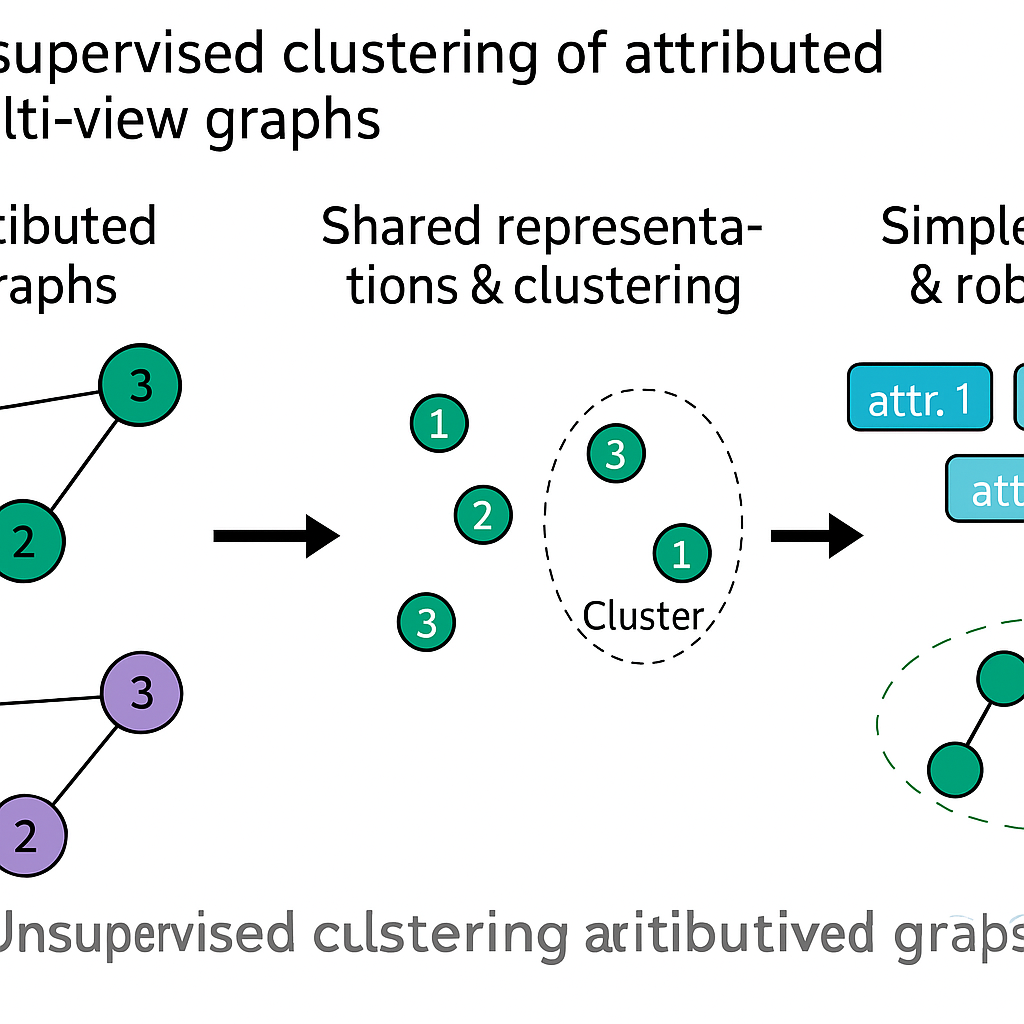 supervised clustering of attributed
lti-view graphs
tibuted
raphs
Shared representa-
tions & clustering
Simple
& rob
3
2
1
2
3
3
1
Cluster
attr. 1
att
3
2
Unsupervised culstering aritibutived graps